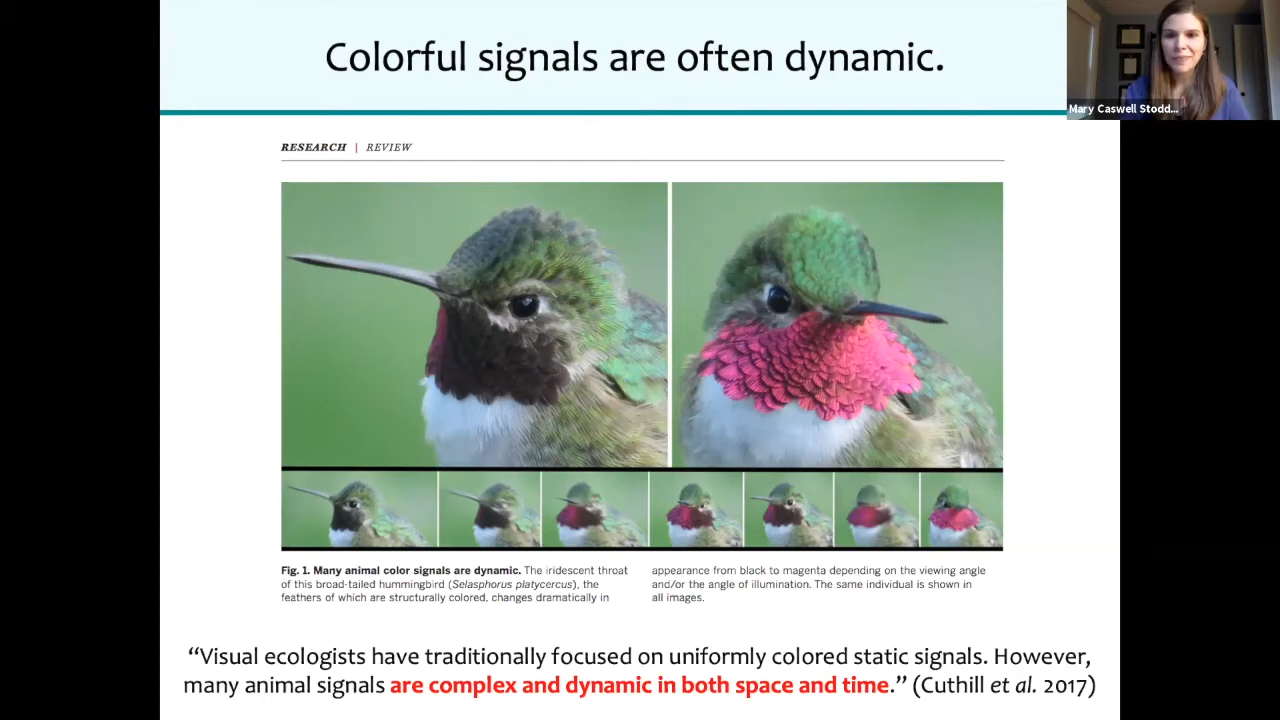 Colorful signals are often dynamic.
Mary Caswell Stodd...
RESEARCH | REVIEW
Fig. 1. Many animal color signals are dynamic. The iridescent throat
of this broad-tailed hummingbird (Selasphorus platycercus), the
feathers of which are structurally colored, changes dramatically in
appearance from black to magenta depending on the viewing angle
and/or the angle of illumination. The same individual is shown in
all images.
“Visual ecologists have traditionally focused on uniformly colored static signals. However,
many animal signals are complex and dynamic in both space and time.” (Cuthill et al. 2017)